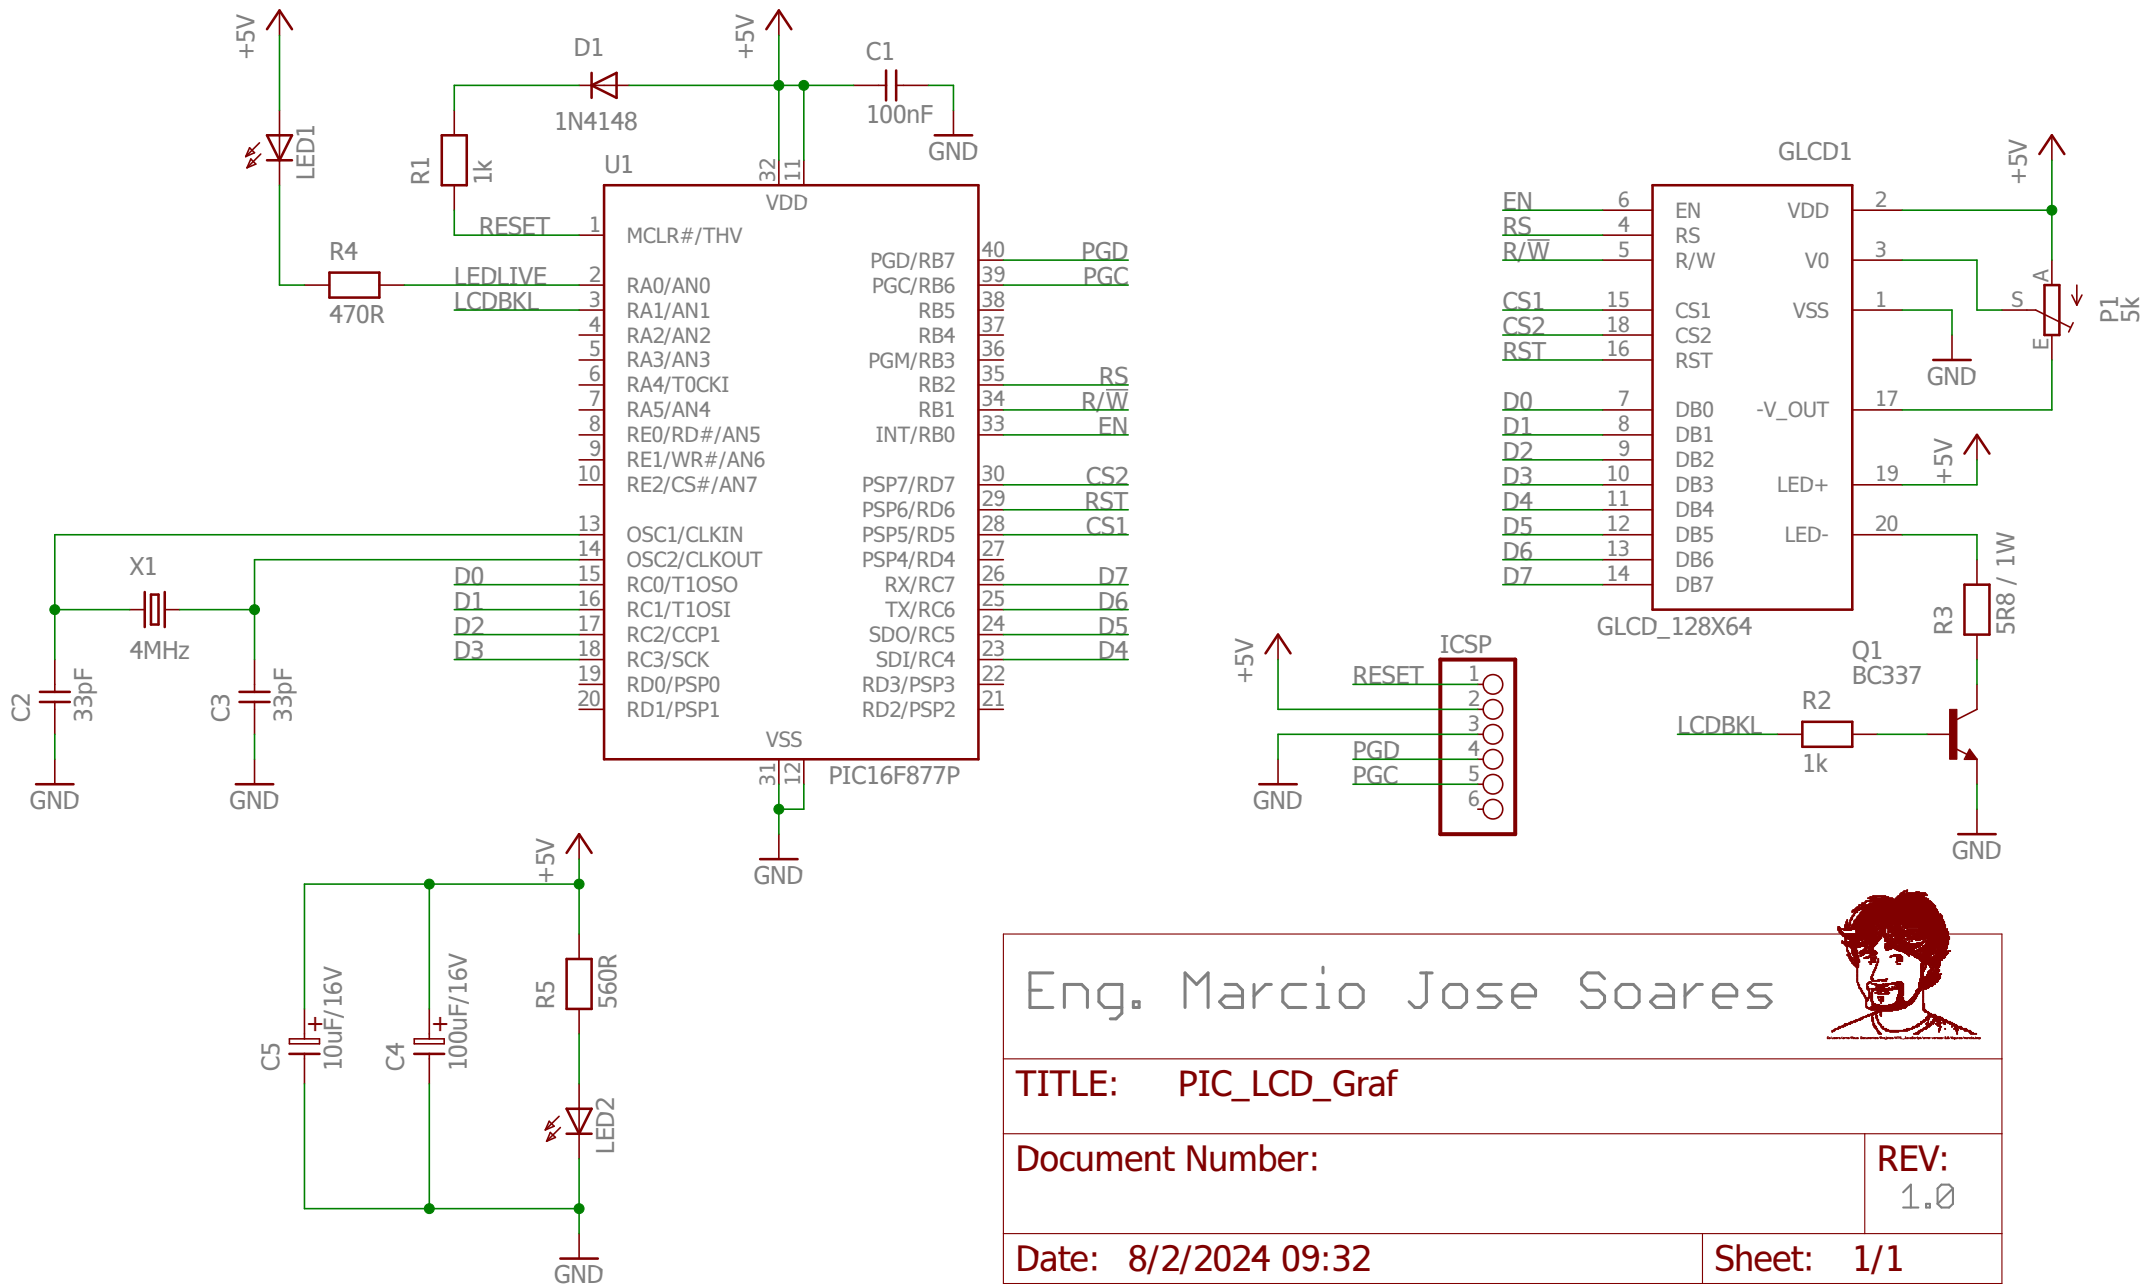 +5V
LED1
R4
470R
D1
1N4148
R1
1k
+5V
C1
100nF
GND
U1
32
11
VDD
RESET
1
MCLR#/THV
LEDLIVE
2
RA0/AN0
LCDBKL
3
RA1/AN1
4
RA2/AN2
5
RA3/AN3
6
RA4/T0CKI
7
RA5/AN4
8
RE0/RD#/AN5
9
RE1/WR#/AN6
10
RE2/CS#/AN7
13
OSC1/CLKIN
14
OSC2/CLKOUT
D0
15
RC0/T1OSO
D1
16
RC1/T1OSI
D2
17
RC2/CCP1
D3
18
RC3/SCK
19
RD0/PSP0
20
RD1/PSP1
PGD/RB7
40
PGD
PGC/RB6
39
PGC
RB5
38
RB4
37
PGM/RB3
36
RB2
35
RS
RB1
34
R/W
INT/RB0
33
EN
PSP7/RD7
30
CS2
PSP6/RD6
29
RST
PSP5/RD5
28
CS1
PSP4/RD4
27
RX/RC7
26
D7
TX/RC6
25
D6
SDO/RC5
24
D5
SDI/RC4
23
D4
RD3/PSP3
22
RD2/PSP2
21
VSS
31
12
PIC16F877P
GND
X1
4MHz
C2
33pF
GND
C3
33pF
GND
+5V
C5
10uF/16V
C4
100uF/16V
R5
560R
LED2
GND
GLCD1
EN
6
EN
RS
4
RS
R/W
5
R/W
CS1
15
CS1
CS2
18
CS2
RST
16
RST
D0
7
DB0
D1
8
DB1
D2
9
DB2
D3
10
DB3
D4
11
DB4
D5
12
DB5
D6
13
DB6
D7
14
DB7
VDD
2
V0
3
VSS
1
-V_OUT
17
LED+
19
LED-
20
GLCD_128X64
+5V
A
S
E
P1
5k
GND
+5V
R3
5R8 / 1W
Q1
BC337
LCDBKL
R2
1k
GND
ICSP
+5V
RESET
1
2
3
PGD
4
PGC
5
6
GND
Eng. Marcio Jose Soares
TITLE: PIC_LCD_Graf
Document Number:
REV:
1.0
Date: 8/2/2024 09:32
Sheet: 1/1